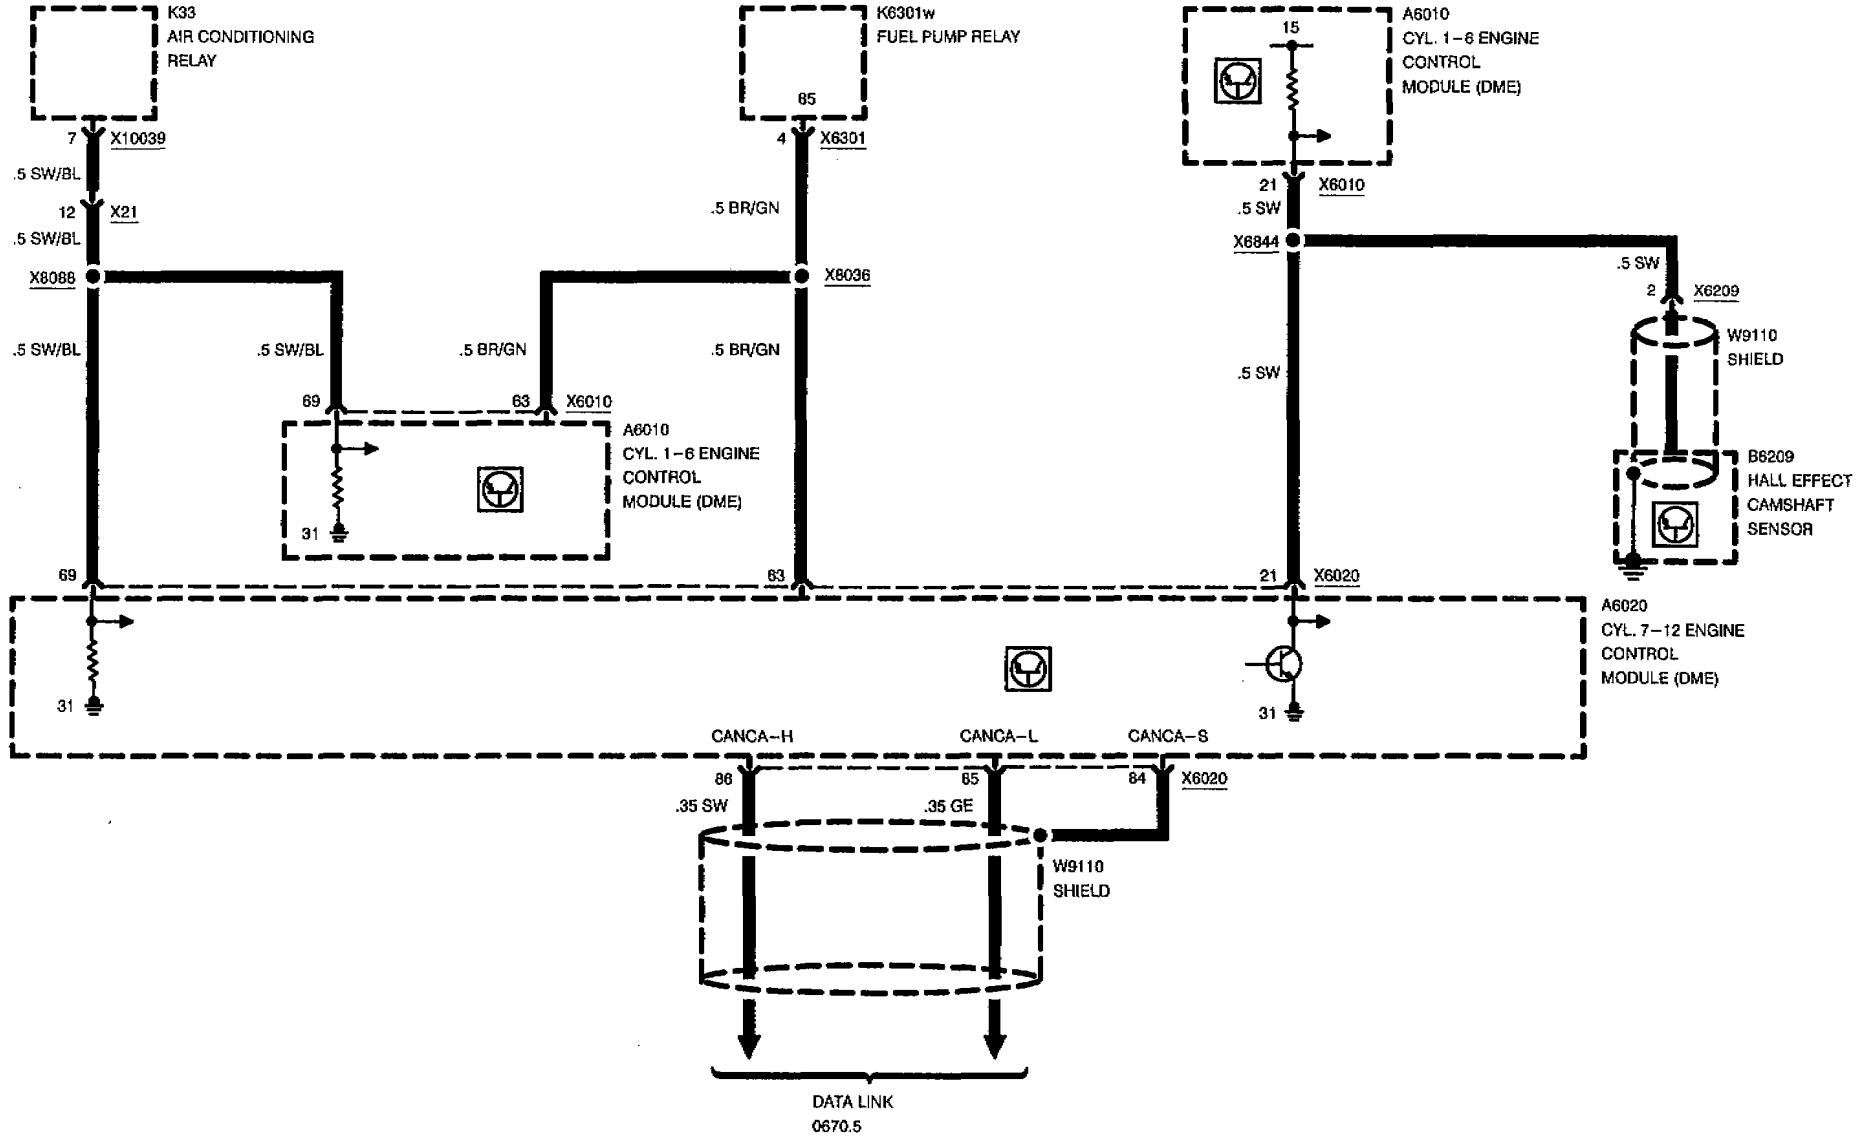 K33
AIR CONDITIONING
RELAY
K6301w
FUEL PUMP RELAY
85
15
A6010
CYL. 1-6 ENGINE
CONTROL
MODULE (DME)
7 X10039
4 X6301
.5 SW/BL
21 X6010
12 X21
.5 BR/GN
.5 SW
.5 SW/BL
X6844
X8088
X8036
.5 SW
2 X6209
W9110
SHIELD
.5 SW/BL
.5 SW/BL
.5 BR/GN
.5 BR/GN
.5 SW
69
63 X6010
A6010
CYL. 1-6 ENGINE
CONTROL
MODULE (DME)
31
B6209
HALL EFFECT
CAMSHAFT
SENSOR
69
63
21 X6020
A6020
CYL. 7-12 ENGINE
CONTROL
MODULE (DME)
31
31
CANCA-H
CANCA-L
CANCA-S
86
85
84 X6020
.35 SW
.35 GE
W9110
SHIELD
DATA LINK
0670.5